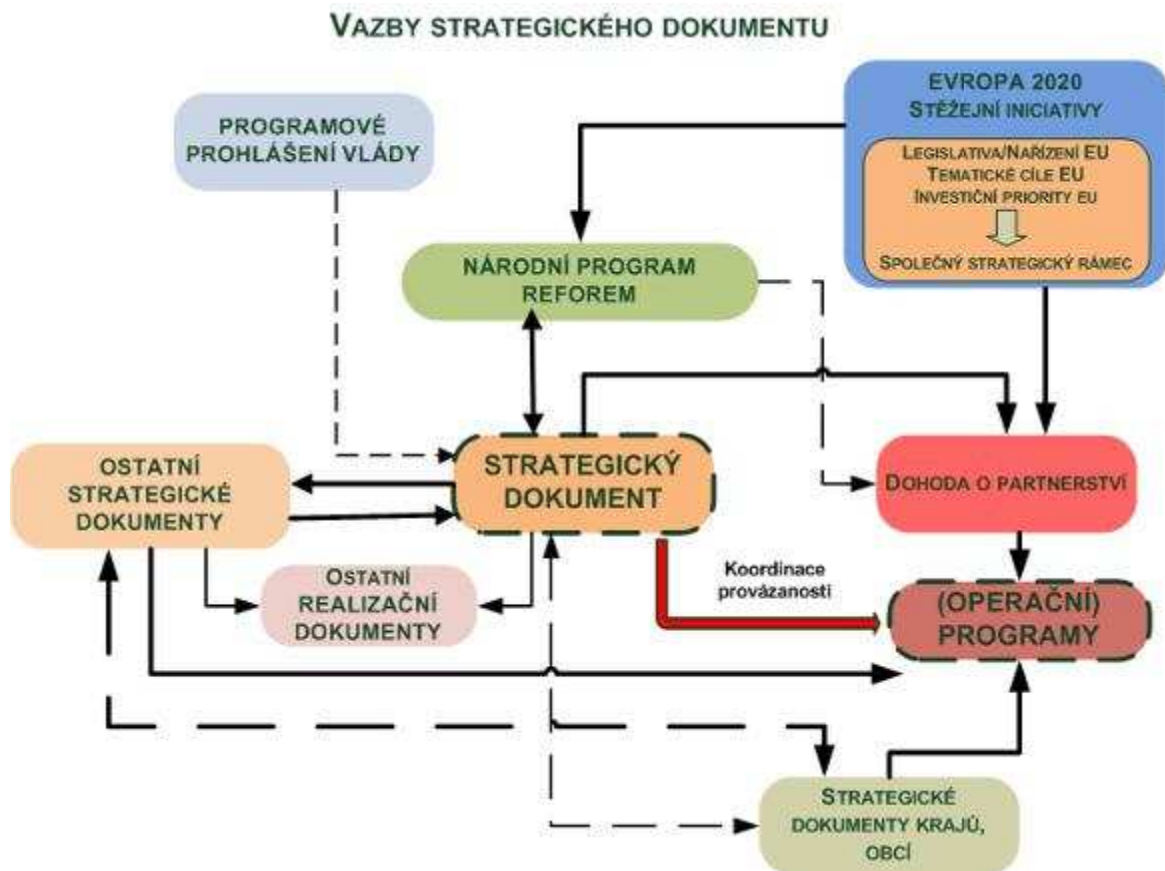 VAZBY STRATEGICKÉHO DOKUMENTU
EVROPA 2020
STĚŽEJNÍ INICIATIVY
LEGISLATIVA/NAŘÍZENÍ EU
TEMATICKÉ CÍLE EU
INVESTIČNÍ PRIORITY EU
SPOLEČNÝ STRATEGICKÝ RÁMEC
PROGRAMOVÉ
PROHLÁŠENÍ VLÁDY
NÁRODNÍ PROGRAM
REFOREM
OSTATNÍ
STRATEGICKÉ
DOKUMENTY
STRATEGICKÝ
DOKUMENT
DOHODA O PARTNERSTVÍ
OSTATNÍ
REALIZAČNÍ
DOKUMENTY
Koordinace
provázanosti
(OPERAČNÍ)
PROGRAMY
STRATEGICKÉ
DOKUMENTY KRAJŮ,
OBCÍ